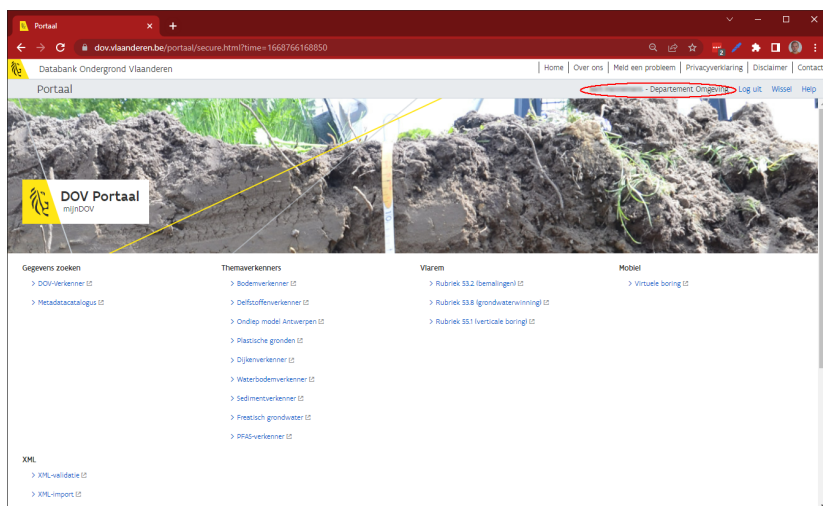 Portaal
dov.vlaanderen.be/portaal/secure.html?time=1668766168850
2
Databank Ondergrond Vlaanderen
Home | Over ons | Meld een probleem | Privacyverklaring | Disclaimer | Contact
Portaal
- Departement Omgeving Log uit Wissel Help
DOV Portaal
mijnDOV
Gegevens zoeken
> DOV-Verkenner
> Metadatacatalogus
Themaverkenners
> Bodemverkenner
> Delfstoffenverkenner
> Ondiep model Antwerpen
> Plastische gronden
> Dijkenverkenner
> Waterbodemverkenner
> Sedimentverkenner
> Freatisch grondwater
> PFAS-verkenner
Vlarem
> Rubriek 53.2 (bemalingen)
> Rubriek 53.8 (grondwaterwinning)
> Rubriek 55.1 (verticale boring)
Mobiel
> Virtuele boring
XML
> XML-validatie
> XML-import